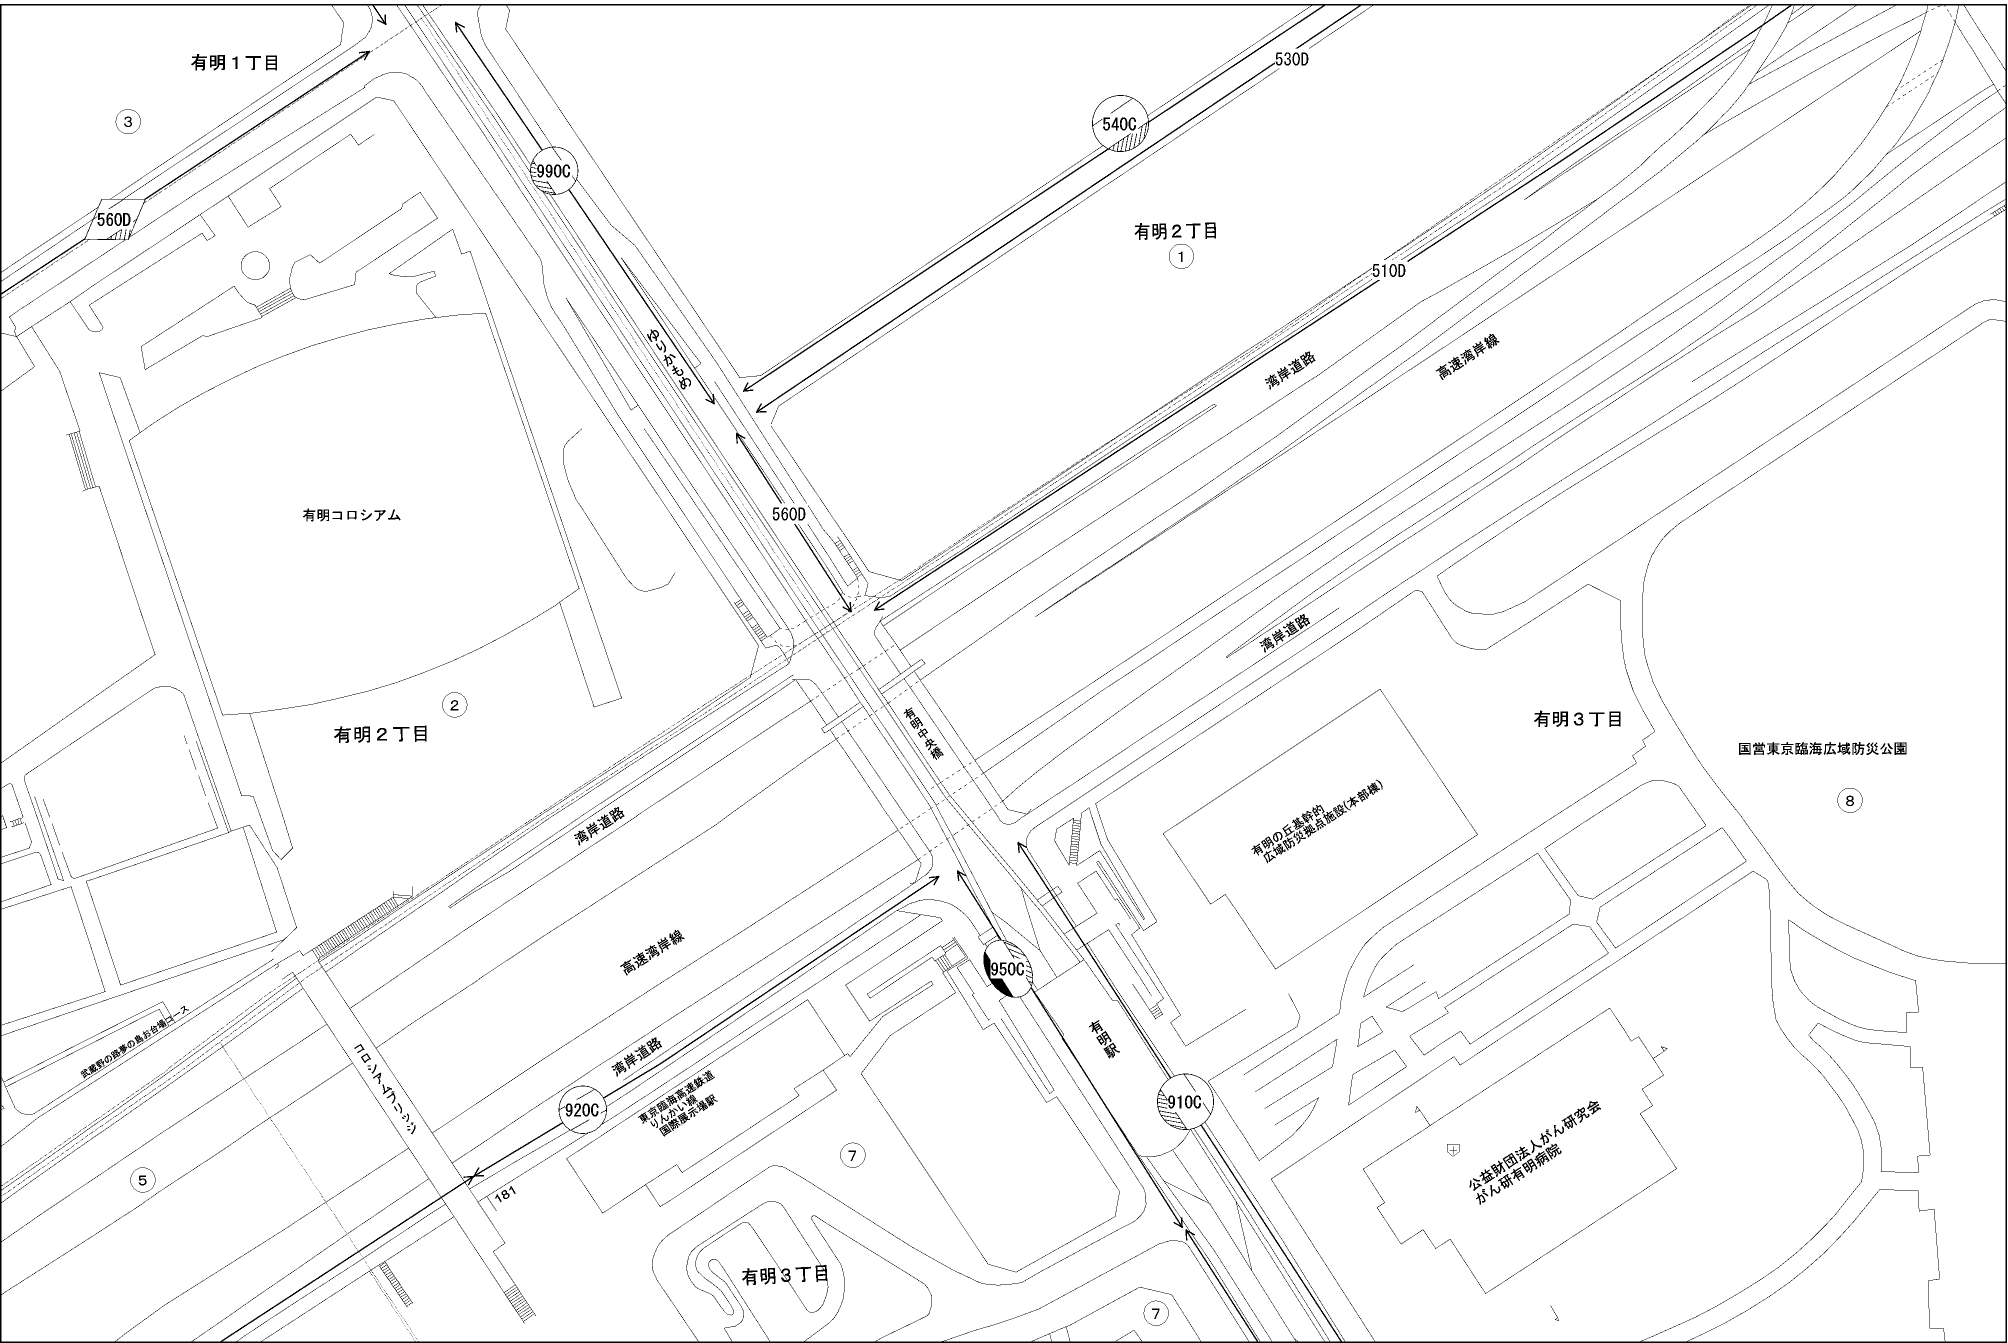 有明１丁目
530D
③
540C
990C
560D
有明２丁目
①
510D
ゆりかもめ
湾岸道路
高速湾岸線
有明コロシアム
560D
湾岸道路
②
有明２丁目
有明中央橋
有明３丁目
国営東京臨海広域防災公園
⑧
有明の丘基幹的
広域防災拠点施設(本部棟)
湾岸道路
高速湾岸線
950C
武蔵野の路夢の島お台場コース
コロシアムブリッジ
湾岸道路
有明駅
920C
東京臨海高速鉄道
りんかい線
国際展示場駅
910C
⑦
⑤
181
公益財団法人がん研究会
がん研有明病院
有明３丁目
⑦